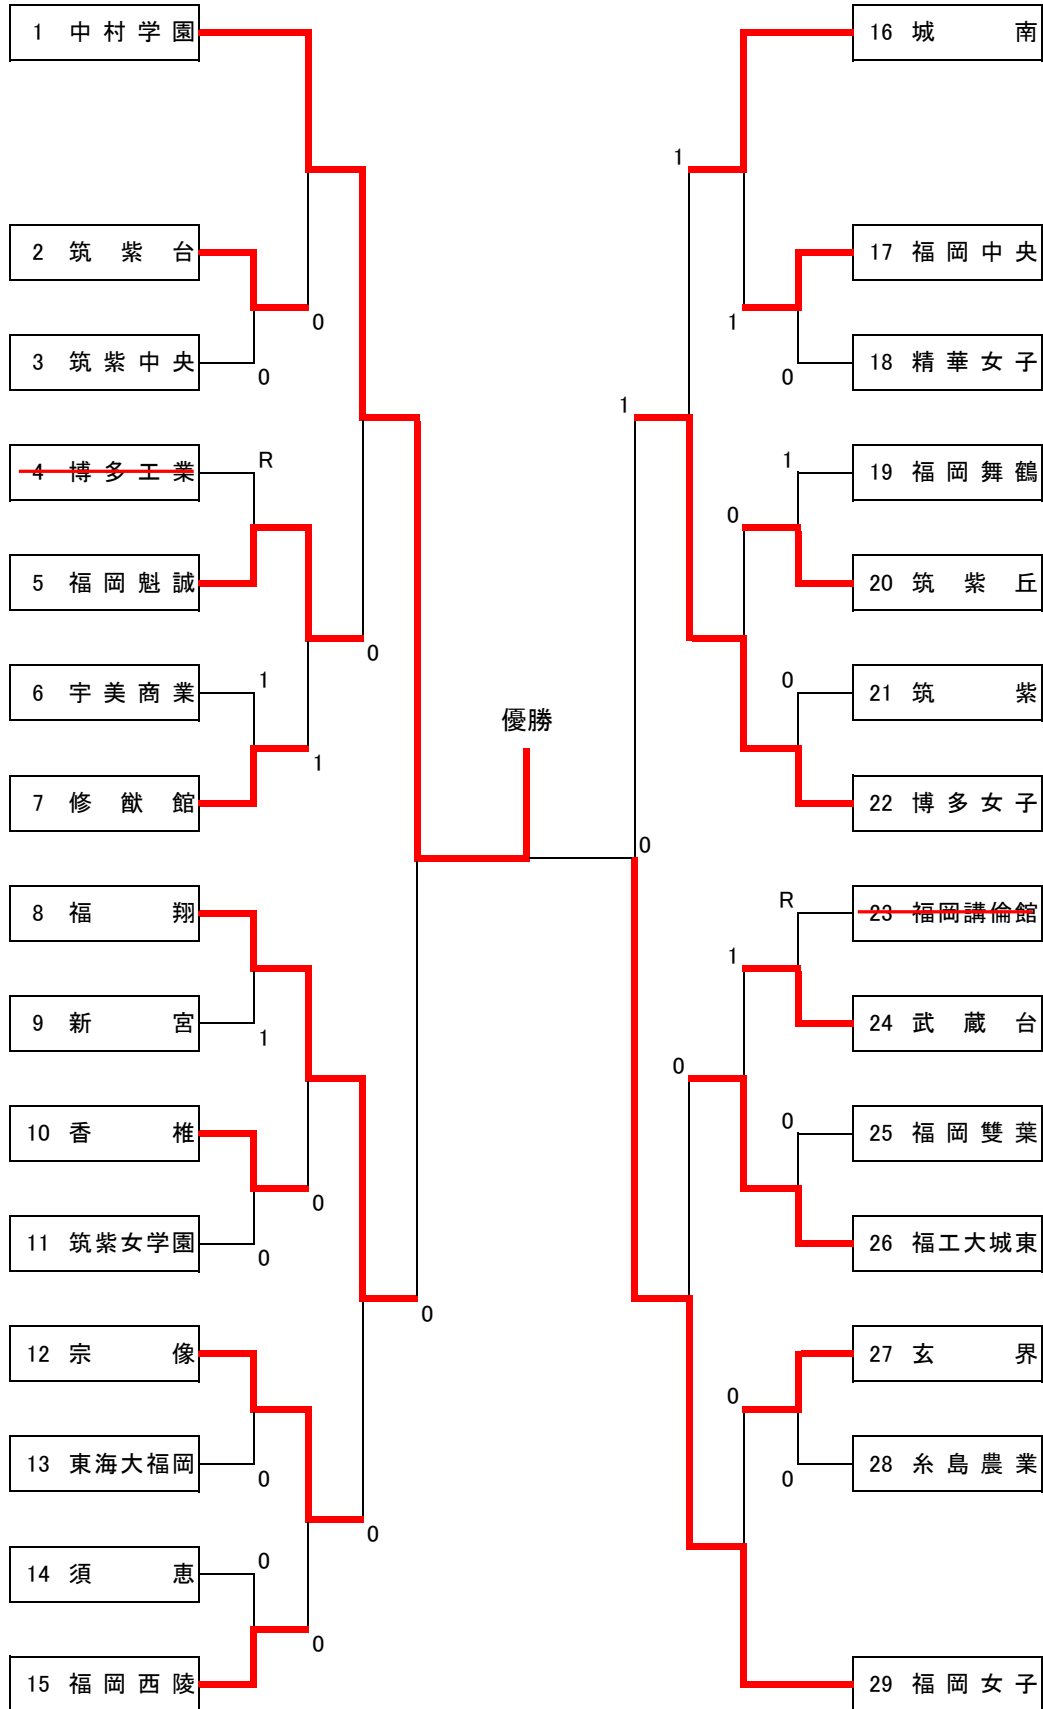 1 中村学園
0
2 筑紫台
3 筑紫中央
0
4 博多工業
R
5 福岡魁誠
0
6 宇美商業
1
7 修猷館
1
8 福翔
9 新宮
1
10 香椎
0
11 筑紫女学園
0
0
12 宗像
13 東海大福岡
0
0
14 須恵
0
15 福岡西陵
0
優勝
16 城南
1
17 福岡中央
1
18 精華女子
0
1
19 福岡舞鶴
1
0
20 筑紫丘
21 筑紫
0
22 博多女子
0
23 福岡講倫館
R
24 武蔵台
1
0
25 福岡雙葉
0
26 福工大城東
27 玄界
0
28 糸島農業
0
29 福岡女子